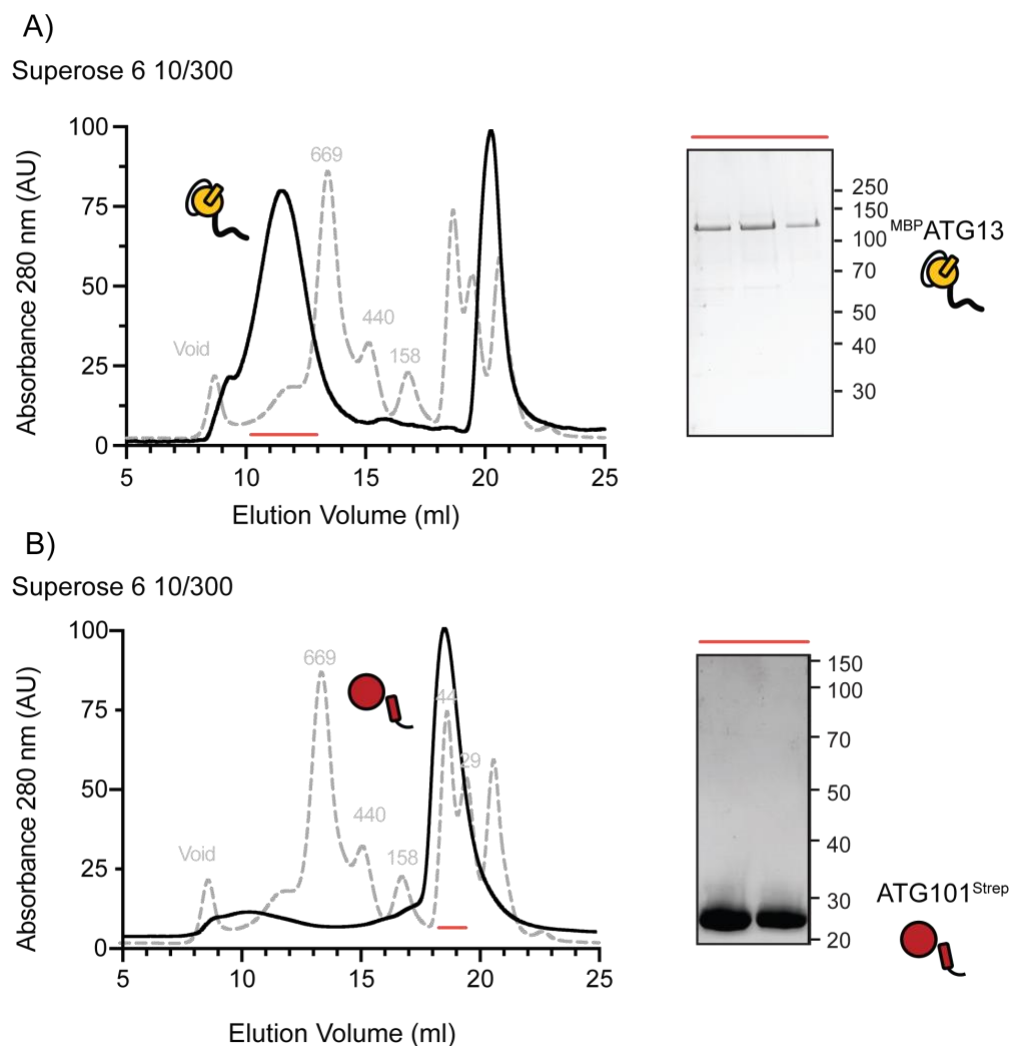 A)
Superose 6 10/300
Absorbance 280 nm (AU)
100
75
50
25
0
Void
669
440
158
5 10 15 20 25
Elution Volume (ml)
250
150
100
70
50
40
30
MBPATG13
B)
Superose 6 10/300
Absorbance 280 nm (AU)
100
75
50
25
0
Void
669
440
158
44
29
5 10 15 20 25
Elution Volume (ml)
150
100
70
50
40
30
20
ATG101Strep